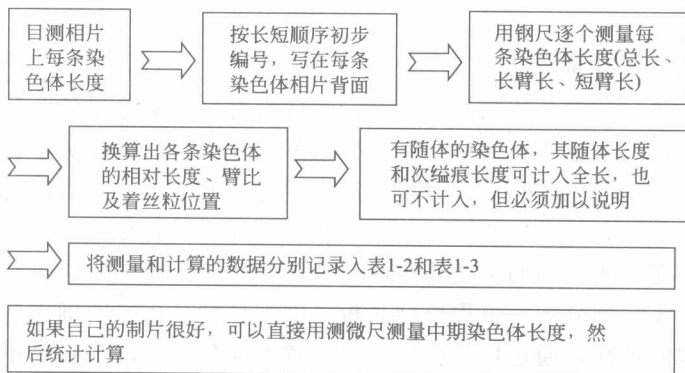 目测相片
上每条染
色体长度
按长短顺序初步
编号，写在每条
染色体相片背面
用钢尺逐个测量每
条染色体长度(总长、
长臂长、短臂长)
换算出各条染色体
的相对长度、臂比
及着丝粒位置
有随体的染色体，其随体长度
和次缢痕长度可计入全长，也
可不计入，但必须加以说明
将测量和计算的数据分别记录入表1-2和表1-3
如果自己的制片很好，可以直接用测微尺测量中期染色体长度，然
后统计计算